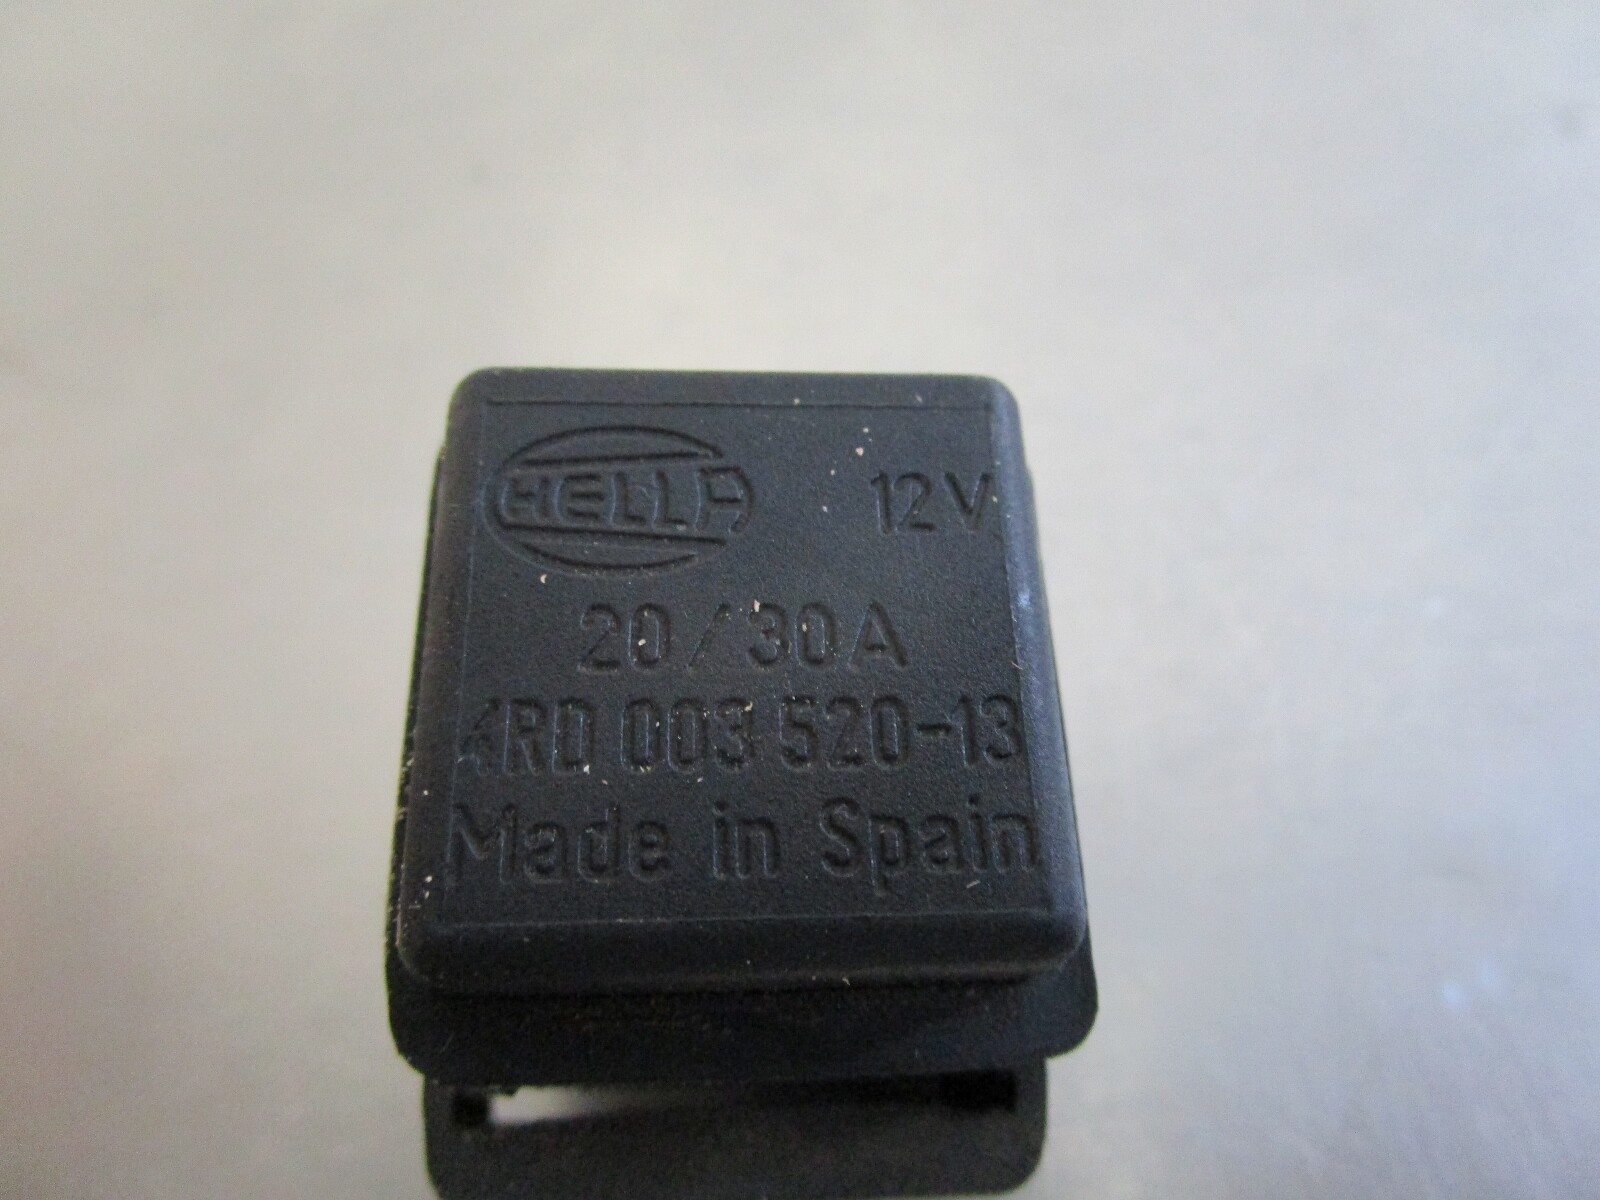 HELLA 12V
20/30A
4RD 003 520-13
Made in Spain